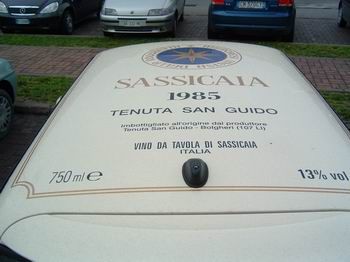 SASSICAIA
1985
TENUTA SAN GUIDO
Imbottigliato all'origine dal produttore
Tenuta San Guido - Bolgheri (107 LI)
VINO DA TAVOLA DI SASSICAIA
ITALIA
750 ml e 13% vol